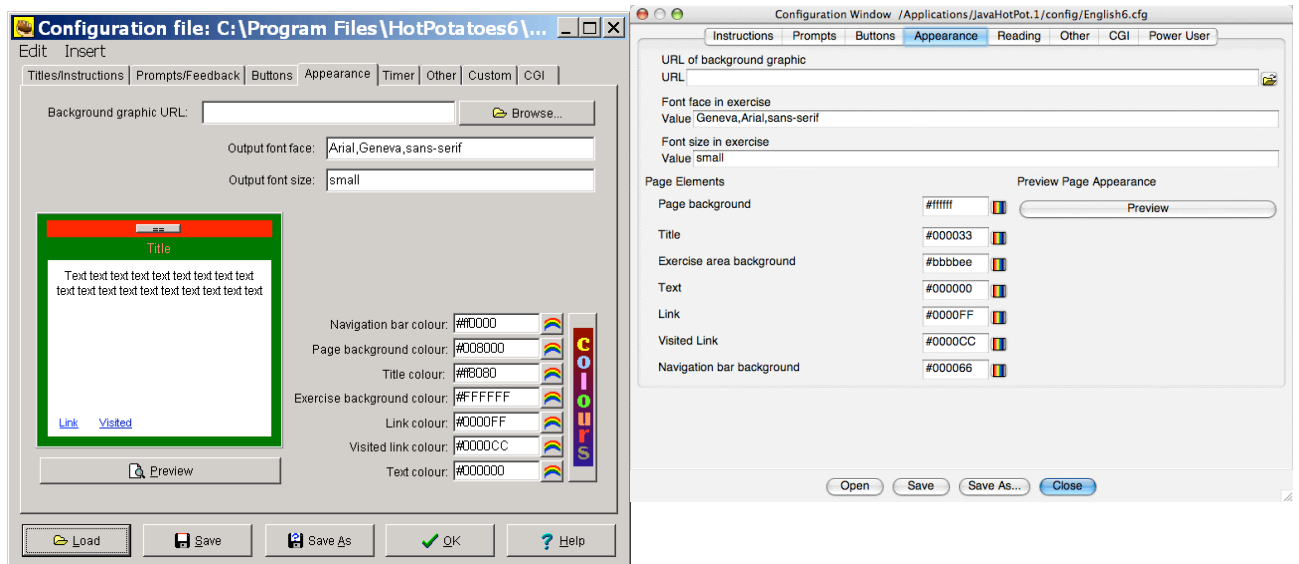 Configuration file: C:\Program Files\HotPotatoes6\...
Edit Insert
Titles/Instructions Prompts/Feedback Buttons Appearance Timer Other Custom CGI
Background graphic URL: Browse...
Output font face: Arial,Geneva,sans-serif
Output font size: small
==
Title
Text text text text text text text text text
text text text text text text text text text text
Link Visited
Preview
Navigation bar colour: #ff0000
Page background colour: #008000
Title colour: #ff8080
Exercise background colour: #FFFFFF
Link colour: #0000FF
Visited link colour: #0000CC
Text colour: #000000
Colours
Load Save Save As OK Help
Configuration Window /Applications/JavaHotPot.1/config/English6.cfg
Instructions Prompts Buttons Appearance Reading Other CGI Power User
URL of background graphic
URL
Font face in exercise
Value Geneva,Arial,sans-serif
Font size in exercise
Value small
Page Elements Preview Page Appearance
Page background #ffffff Preview
Title #000033
Exercise area background #bbbbee
Text #000000
Link #0000FF
Visited Link #0000CC
Navigation bar background #000066
Open Save Save As... Close